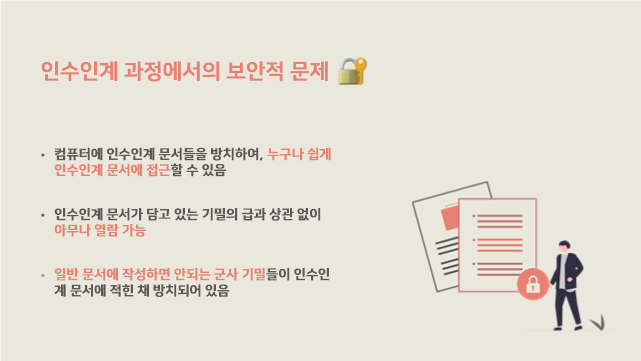 인수인계 과정에서의 보안적 문제 🔐
• 컴퓨터에 인수인계 문서들을 방치하여, 누구나 쉽게
인수인계 문서에 접근할 수 있음
• 인수인계 문서가 담고 있는 기밀의 급과 상관 없이
아무나 열람 가능
• 일반 문서에 작성하면 안되는 군사 기밀들이 인수인
계 문서에 적힌 채 방치되어 있음